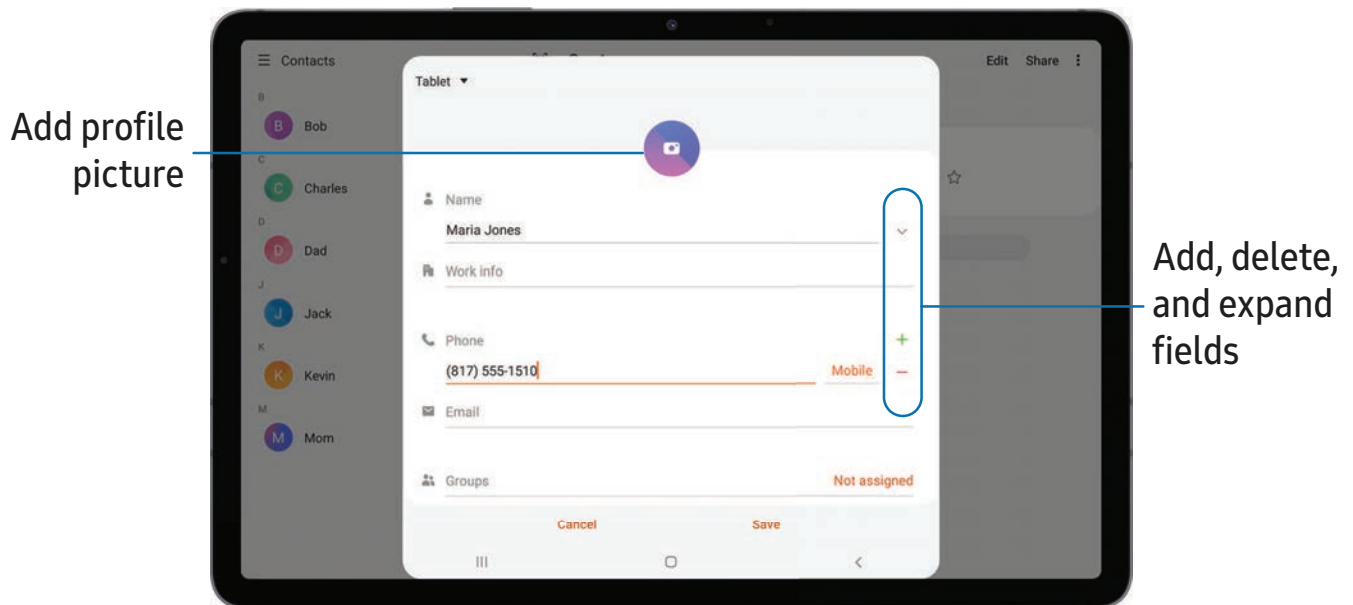 Contacts
Edit Share
B
B Bob
C
C Charles
D
D Dad
J
J Jack
K
K Kevin
M
M Mom
Tablet
Name
Maria Jones
Work info
Phone
(817) 555-1510 Mobile
Email
Groups Not assigned
Cancel Save
Add profile
picture
Add, delete,
and expand
fields